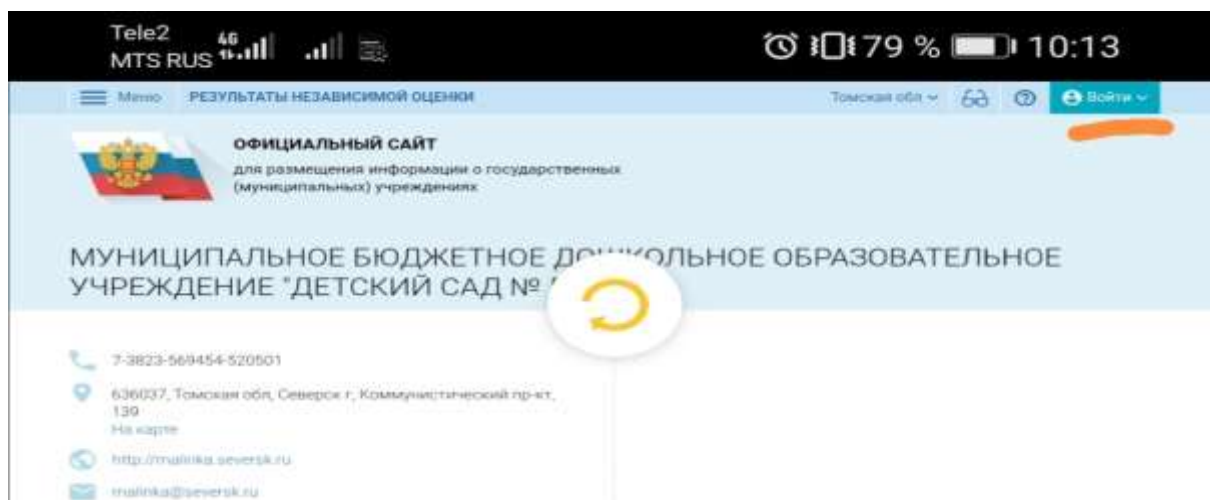 Tele2
MTS RUS 4G 79 % 10:13
Меню РЕЗУЛЬТАТЫ НЕЗАВИСИМОЙ ОЦЕНКИ Томская обл Войти
ОФИЦИАЛЬНЫЙ САЙТ
для размещения информации о государственных
(муниципальных) учреждениях
МУНИЦИПАЛЬНОЕ БЮДЖЕТНОЕ ДОШКОЛЬНОЕ ОБРАЗОВАТЕЛЬНОЕ
УЧРЕЖДЕНИЕ "ДЕТСКИЙ САД №
7-3823-569454-520501
636037, Томская обл, Северск г, Коммунистический пр-кт,
139
На карте
http://malinka.seversk.ru
malinka@seversk.ru